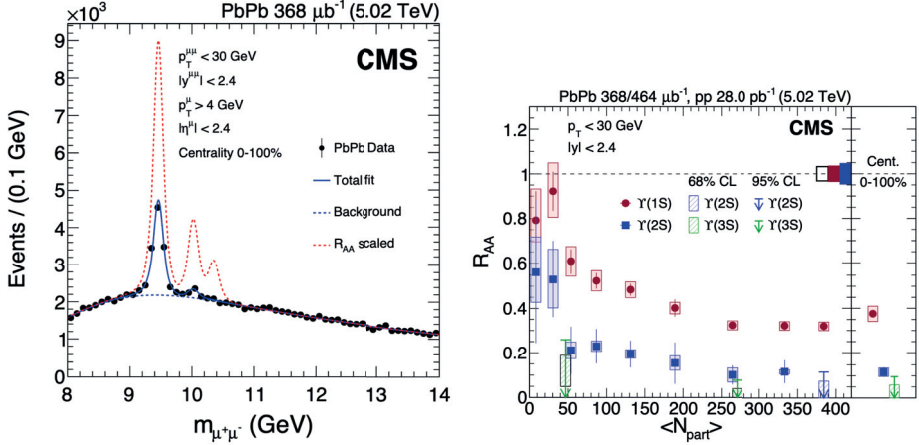 PbPb 368 μb⁻¹ (5.02 TeV)
×10³
CMS
p_T^μμ < 30 GeV
|y^μμ| < 2.4
p_T^μ > 4 GeV
|η^μ| < 2.4
Centrality 0-100%
PbPb Data
Total fit
Background
R_AA scaled
Events / (0.1 GeV)
9
8
7
6
5
4
3
2
1
0
8 9 10 11 12 13 14
m_μ⁺μ⁻ (GeV)
PbPb 368/464 μb⁻¹, pp 28.0 pb⁻¹ (5.02 TeV)
p_T < 30 GeV
|y| < 2.4
CMS
Cent.
0-100%
68% CL 95% CL
ϒ(1S) ϒ(2S) ϒ(2S)
ϒ(2S) ϒ(3S) ϒ(3S)
R_AA
1.2
1
0.8
0.6
0.4
0.2
0
0 50 100 150 200 250 300 350 400
<N_part>